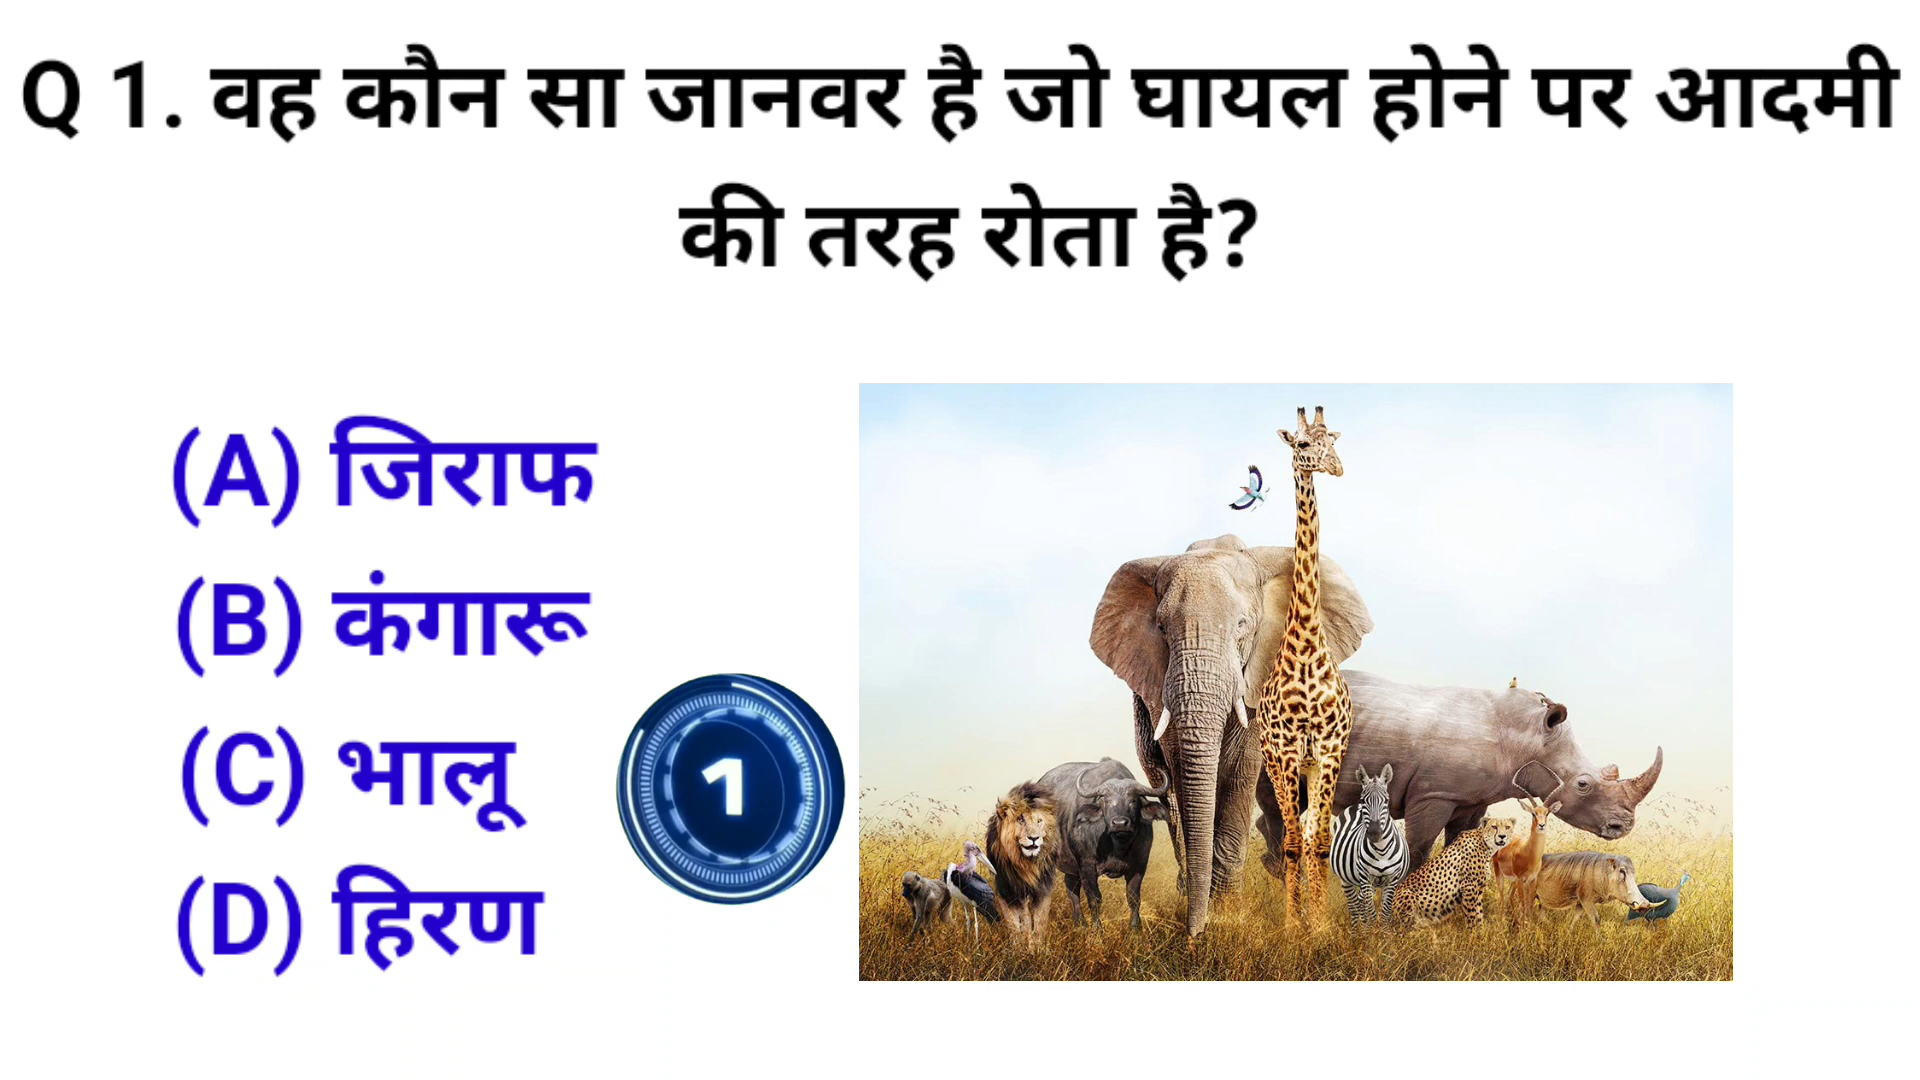 Q 1. वह कौन सा जानवर है जो घायल होने पर आदमी
की तरह रोता है?
(A) जिराफ
(B) कंगारू
(C) भालू
(D) हिरण
1